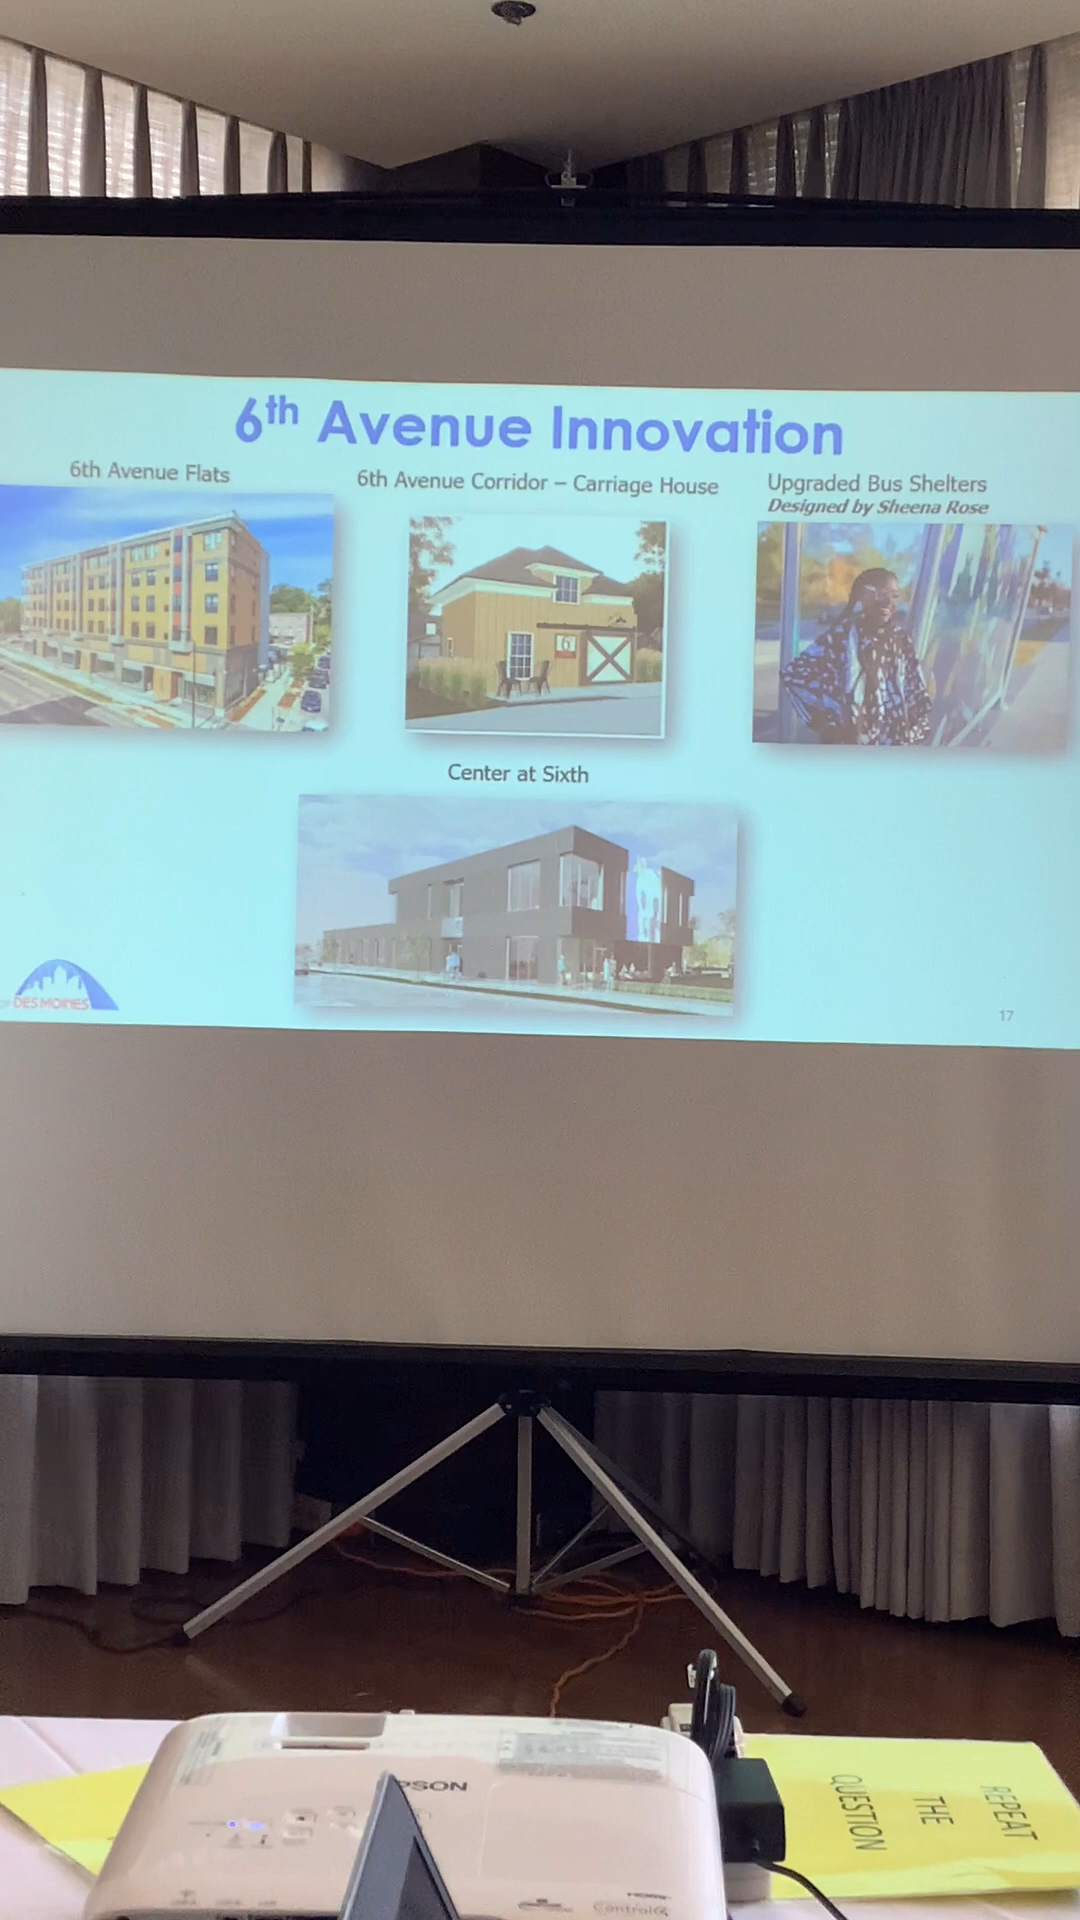 6th Avenue Innovation
6th Avenue Flats
6th Avenue Corridor – Carriage House
Upgraded Bus Shelters
Designed by Sheena Rose
6
Center at Sixth
DES MOINES
17
PSON
REPEAT
THE
QUESTION